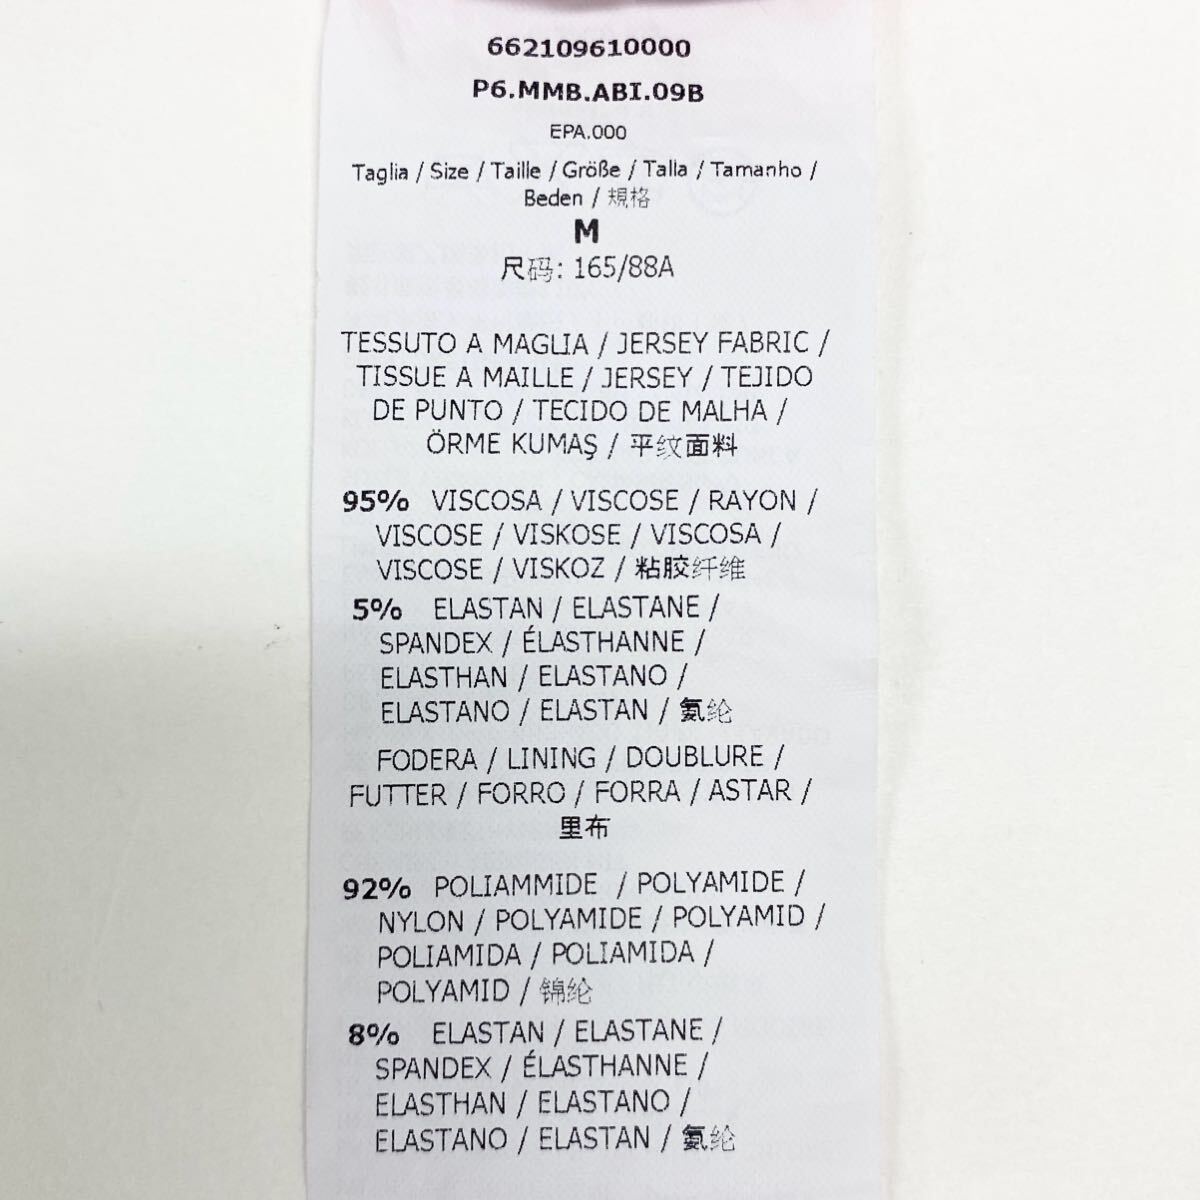 662109610000
P6.MMB.ABI.09B
EPA.000
Taglia / Size / Taille / Größe / Talla / Tamanho /
Beden / 規格
M
尺码: 165/88A
TESSUTO A MAGLIA / JERSEY FABRIC /
TISSUE A MAILLE / JERSEY / TEJIDO
DE PUNTO / TECIDO DE MALHA /
ÖRME KUMAŞ / 平纹面料
95% VISCOSA / VISCOSE / RAYON /
VISCOSE / VISKOSE / VISCOSA /
VISCOSE / VISKOZ / 粘胶纤维
5% ELASTAN / ELASTANE /
SPANDEX / ÉLASTHANNE /
ELASTHAN / ELASTANO /
ELASTANO / ELASTAN / 氨纶
FODERA / LINING / DOUBLURE /
FUTTER / FORRO / FORRA / ASTAR /
里布
92% POLIAMMIDE / POLYAMIDE /
NYLON / POLYAMIDE / POLYAMID /
POLIAMIDA / POLIAMIDA /
POLYAMID / 锦纶
8% ELASTAN / ELASTANE /
SPANDEX / ÉLASTHANNE /
ELASTHAN / ELASTANO /
ELASTANO / ELASTAN / 氨纶